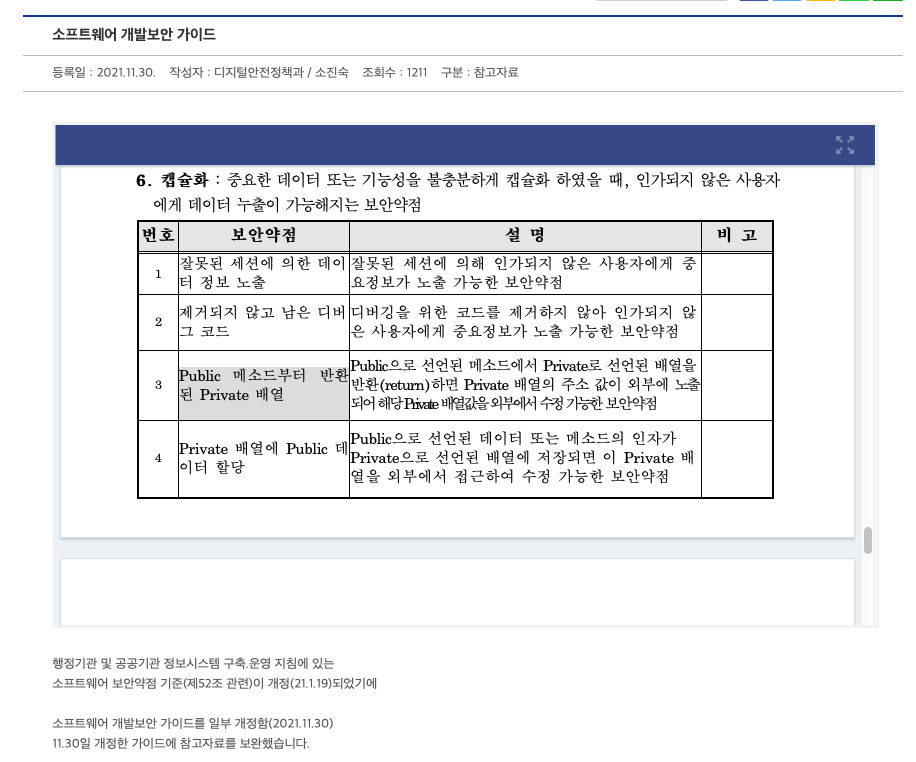 소프트웨어 개발보안 가이드
등록일 : 2021.11.30. 작성자 : 디지털안전정책과 / 소진숙 조회수 : 1211 구분 : 참고자료
6. 캡슐화 : 중요한 데이터 또는 기능성을 불충분하게 캡슐화 하였을 때, 인가되지 않은 사용자
에게 데이터 누출이 가능해지는 보안약점
번호 보안약점 설 명 비 고
1
잘못된 세션에 의한 데이
터 정보 노출
잘못된 세션에 의해 인가되지 않은 사용자에게 중
요정보가 노출 가능한 보안약점
2
제거되지 않고 남은 디버
그 코드
디버깅을 위한 코드를 제거하지 않아 인가되지 않
은 사용자에게 중요정보가 노출 가능한 보안약점
3
Public 메소드부터 반환
된 Private 배열
Public으로 선언된 메소드에서 Private로 선언된 배열을
반환(return)하면 Private 배열의 주소 값이 외부에 노출
되어 해당 Private 배열값을 외부에서 수정 가능한 보안약점
4
Private 배열에 Public 데
이터 할당
Public으로 선언된 데이터 또는 메소드의 인자가
Private으로 선언된 배열에 저장되면 이 Private 배
열을 외부에서 접근하여 수정 가능한 보안약점
행정기관 및 공공기관 정보시스템 구축.운영 지침에 있는
소프트웨어 보안약점 기준(제52조 관련)이 개정(21.1.19)되었기에
소프트웨어 개발보안 가이드를 일부 개정함(2021.11.30)
11.30일 개정한 가이드에 참고자료를 보완했습니다.